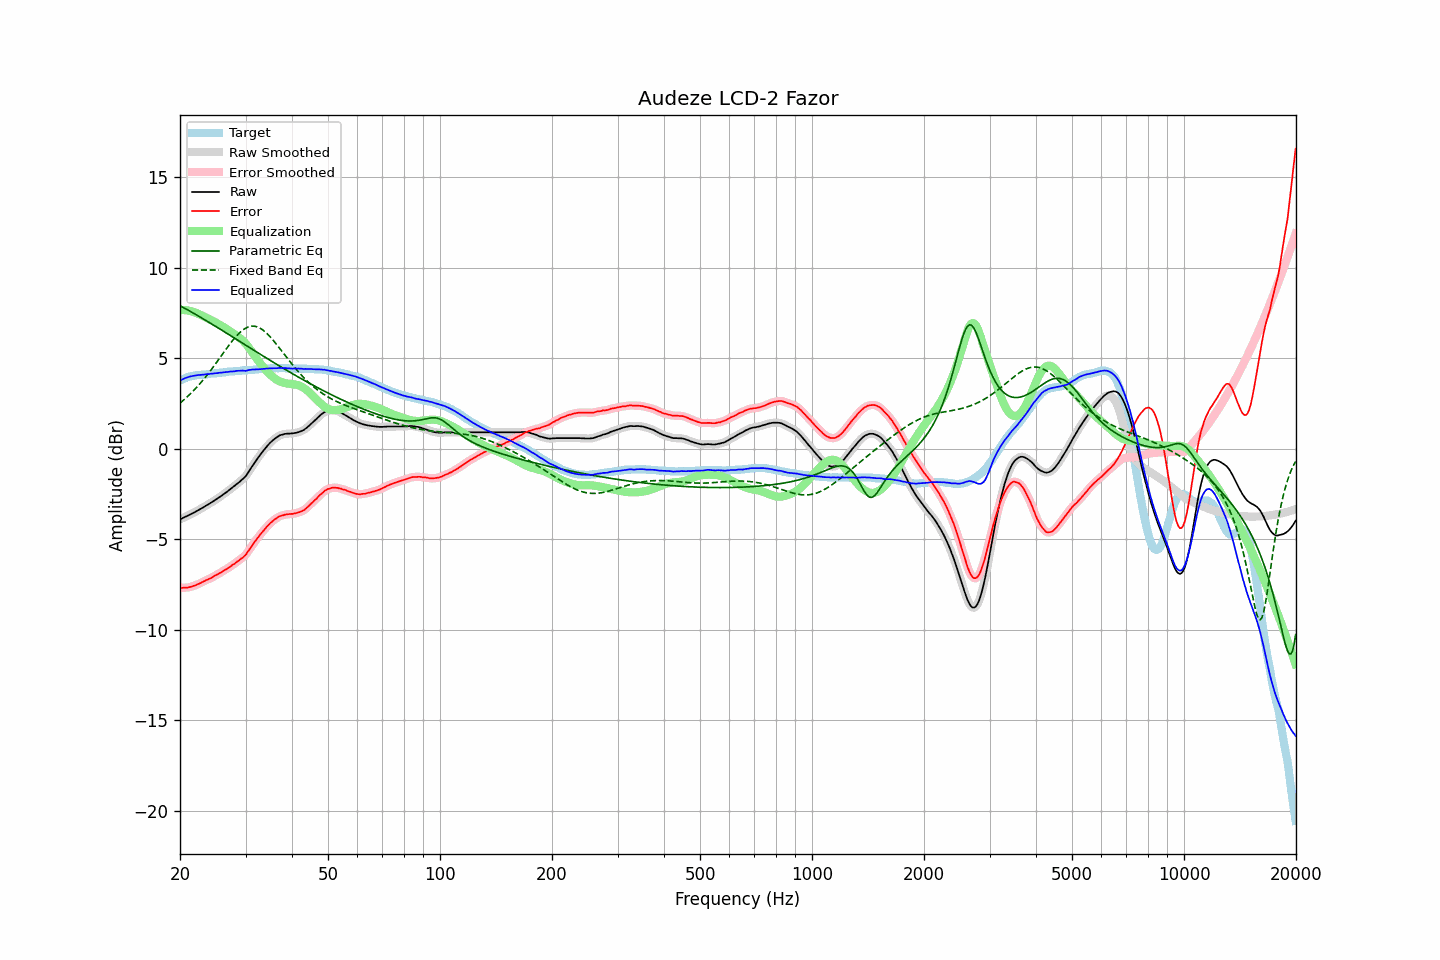 Audeze LCD-2 Fazor
Target
Raw Smoothed
Error Smoothed
Raw
Error
Equalization
Parametric Eq
Fixed Band Eq
Equalized
Amplitude (dBr)
15
10
5
0
−5
−10
−15
−20
20 50 100 200 500 1000 2000 5000 10000 20000
Frequency (Hz)